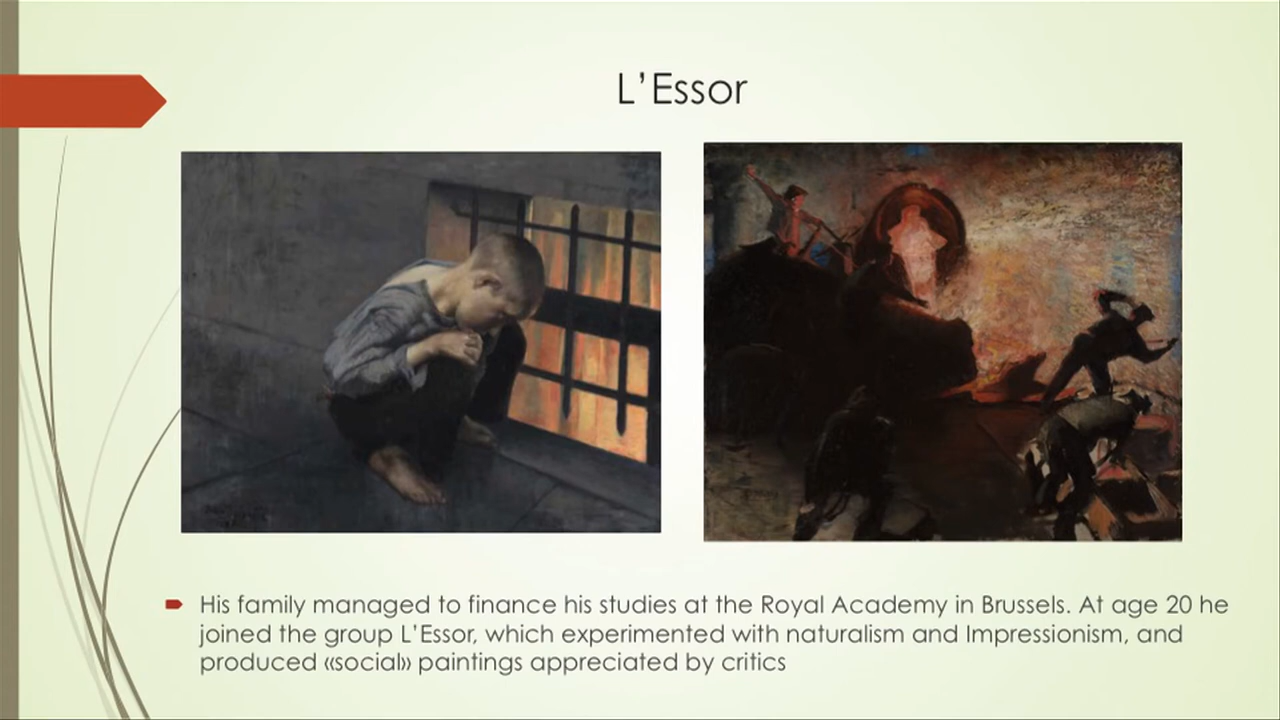 L’Essor
His family managed to finance his studies at the Royal Academy in Brussels. At age 20 he
joined the group L’Essor, which experimented with naturalism and Impressionism, and
produced «social» paintings appreciated by critics